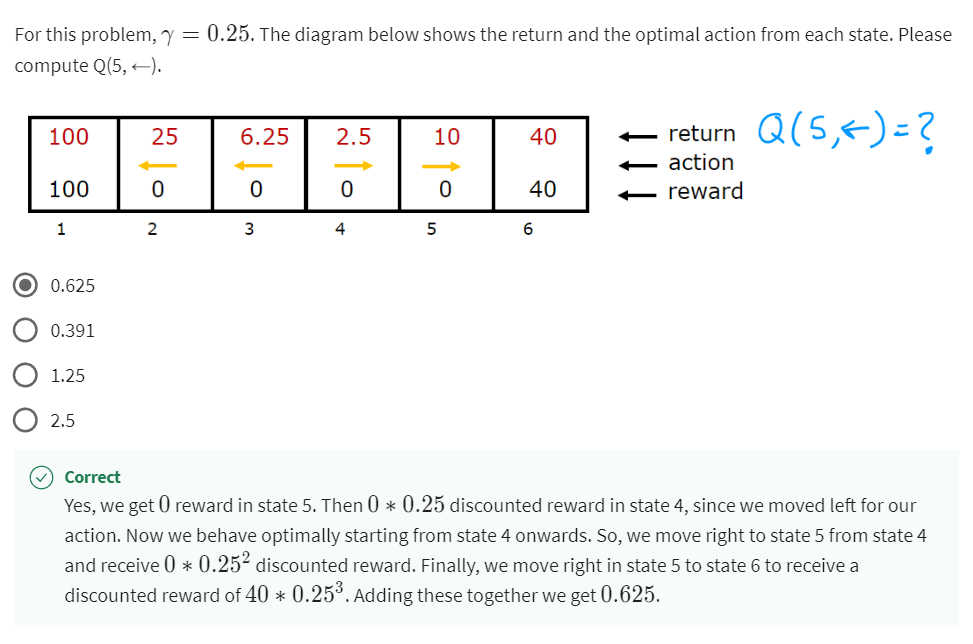 For this problem, γ = 0.25. The diagram below shows the return and the optimal action from each state. Please
compute Q(5, ←).
100 25 6.25 2.5 10 40 ← return Q(5,←)=?
← ← → → ← action
100 0 0 0 0 40 ← reward
1 2 3 4 5 6
0.625
0.391
1.25
2.5
Correct
Yes, we get 0 reward in state 5. Then 0 ∗ 0.25 discounted reward in state 4, since we moved left for our
action. Now we behave optimally starting from state 4 onwards. So, we move right to state 5 from state 4
and receive 0 ∗ 0.25² discounted reward. Finally, we move right in state 5 to state 6 to receive a
discounted reward of 40 ∗ 0.25³. Adding these together we get 0.625.